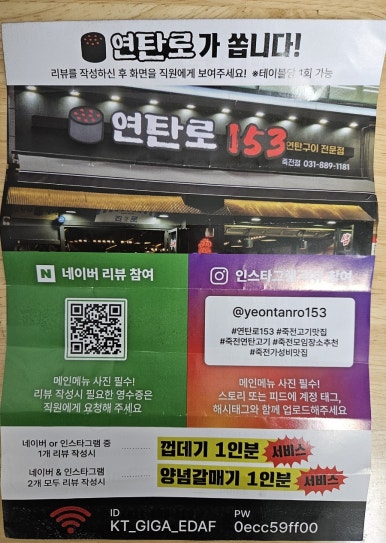 연탄로가 쏩니다!
리뷰를 작성하신 후 화면을 직원에게 보여주세요! ※테이블당 1회 가능
연탄로 153 연탄구이 전문점
죽전점 031-889-1181
N 네이버 리뷰 참여
인스타그램 참여
@yeontanro153
#연탄로153 #죽전고기맛집
#죽전연탄고기 #죽전모임장소추천
#죽전가성비맛집
메인메뉴 사진 필수!
리뷰 작성시 필요한 영수증은
직원에게 요청해 주세요
메인메뉴 사진 필수!
스토리 또는 피드에 계정 태그,
해시태그와 함께 업로드해주세요
네이버 or 인스타그램 중
1개 리뷰 작성시
껍데기 1인분 서비스
네이버 & 인스타그램
2개 모두 리뷰 작성시
양념갈매기 1인분 서비스
ID
KT_GIGA_EDAF
PW
0ecc59ff00